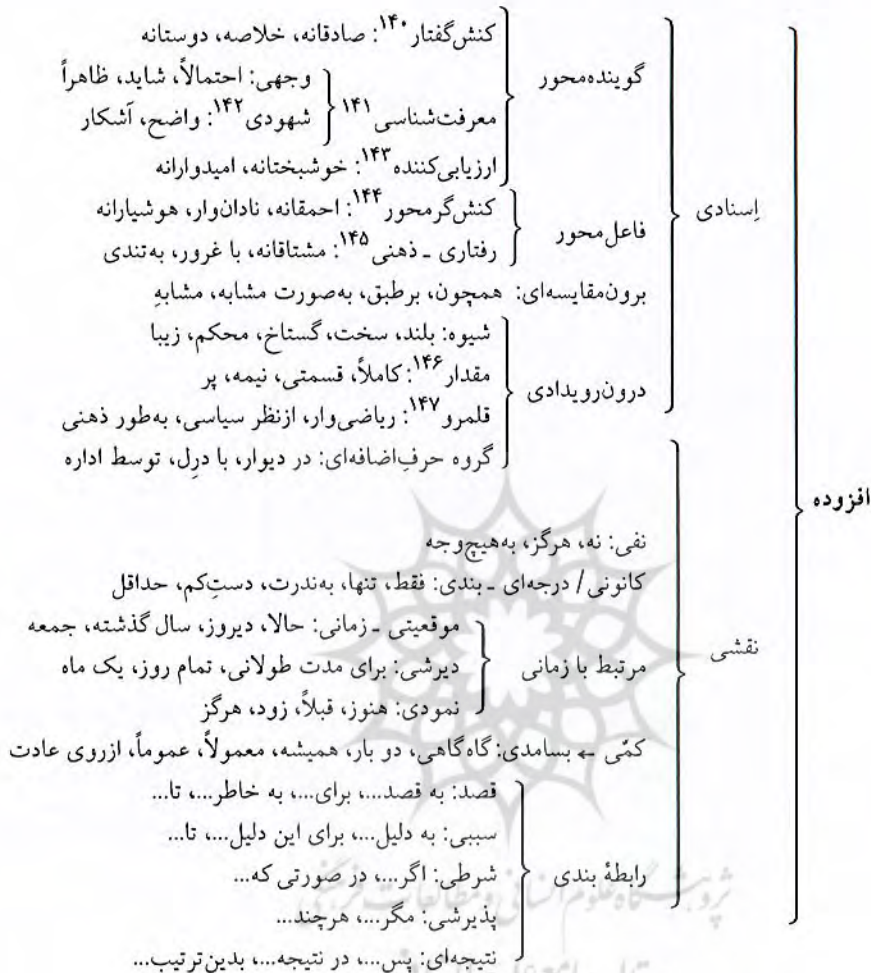 کنش‌گفتار۱۴۰: صادقانه، خلاصه، دوستانه
گوینده‌محور
وجهی: احتمالاً، شاید، ظاهراً
معرفت‌شناسی۱۴۱
شهودی۱۴۲: واضح، آشکار
ارزیابی‌کننده۱۴۳: خوشبختانه، امیدوارانه
اِسنادی
کنش‌گرمحور۱۴۴: احمقانه، نادان‌وار، هوشیارانه
فاعل‌محور
رفتاری ـ ذهنی۱۴۵: مشتاقانه، با غرور، به‌تندی
برون‌مقایسه‌ای: همچون، برطبق، به‌صورت مشابه، مشابهِ
شیوه: بلند، سخت، گستاخ، محکم، زیبا
مقدار۱۴۶: کاملاً، قسمتی، نیمه، پر
درون‌رویدادی
قلمرو۱۴۷: ریاضی‌وار، ازنظر سیاسی، به‌طور ذهنی
گروه حرف‌اضافه‌ای: در دیوار، با درِل، توسط اداره
افزوده
نفی: نه، هرگز، به‌هیچ‌وجه
کانونی/ درجه‌ای ـ بندی: فقط، تنها، به‌ندرت، دستِ‌کم، حداقل
نقشی
موقعیتی ـ زمانی: حالا، دیروز، سال گذشته، جمعه
مرتبط با زمانی
دیرشی: برای مدت طولانی، تمام روز، یک ماه
نمودی: هنوز، قبلاً، زود، هرگز
کمّی ← بسامدی: گاه‌گاهی، دو بار، همیشه، معمولاً، عموماً، ازروی عادت
قصد: به قصد...، برای...، به خاطر...، تا...
سببی: به دلیل...، برای این دلیل...، تا...
رابطهٔ بندی
شرطی: اگر...، در صورتی که...
پذیرشی: مگر...، هرچند...
نتیجه‌ای: پس...، در نتیجه...، بدین‌ترتیب...
پژوهشگاه علوم انسانی و مطالعات فرهنگی